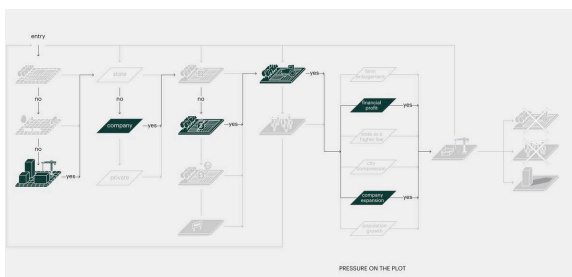 entry
state
no
no
yes
financial
profit
yes
no
company
yes
yes
no
city
yes
private
company
expansion
yes
PRESSURE ON THE PLOT